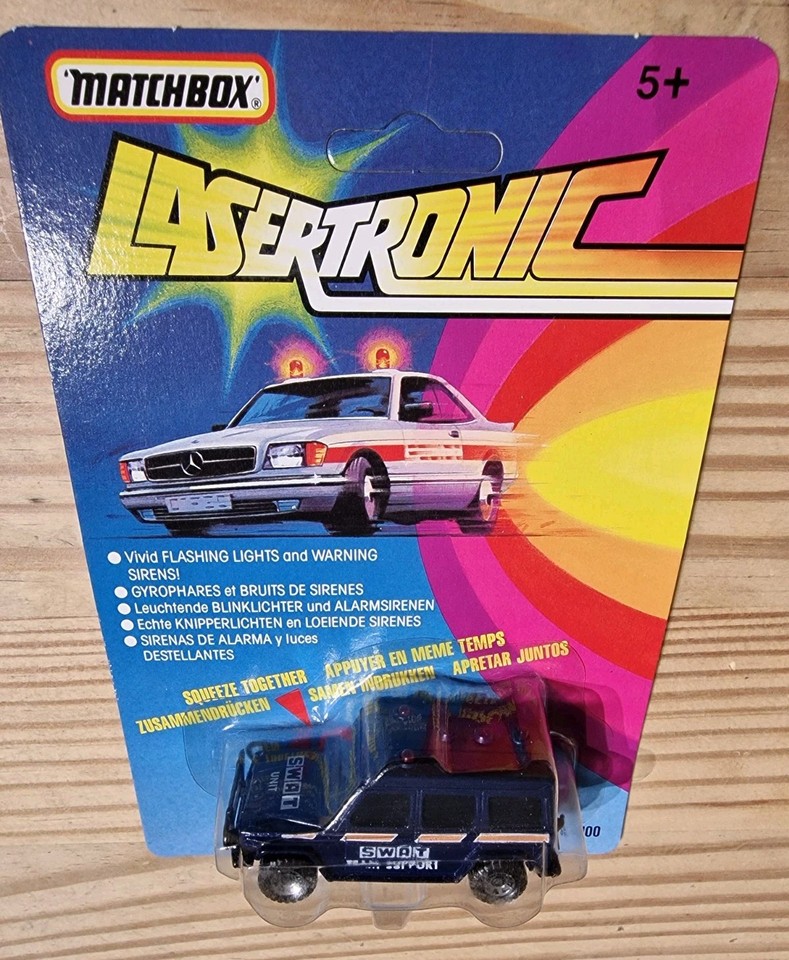 'MATCHBOX'®
5+
LASERTRONIC
● Vivid FLASHING LIGHTS and WARNING
SIRENS!
● GYROPHARES et BRUITS DE SIRENES
● Leuchtende BLINKLICHTER und ALARMSIRENEN
● Echte KNIPPERLICHTEN en LOEIENDE SIRENES
● SIRENAS DE ALARMA y luces
DESTELLANTES
SQUEEZE TOGETHER
APPUYER EN MEME TEMPS
ZUSAMMENDRÜCKEN
SAMEN INDRUKKEN
APRETAR JUNTOS
SWAT
UNIT
SWAT
TEAM SUPPORT